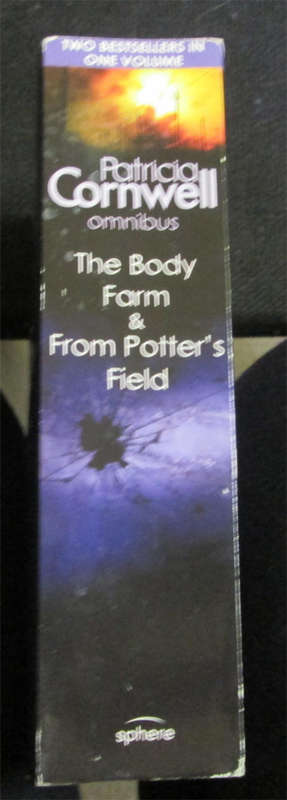 TWO BESTSELLERS IN
ONE VOLUME
Patricia
Cornwell
omnibus
The Body
Farm
&
From Potter's
Field
sphere